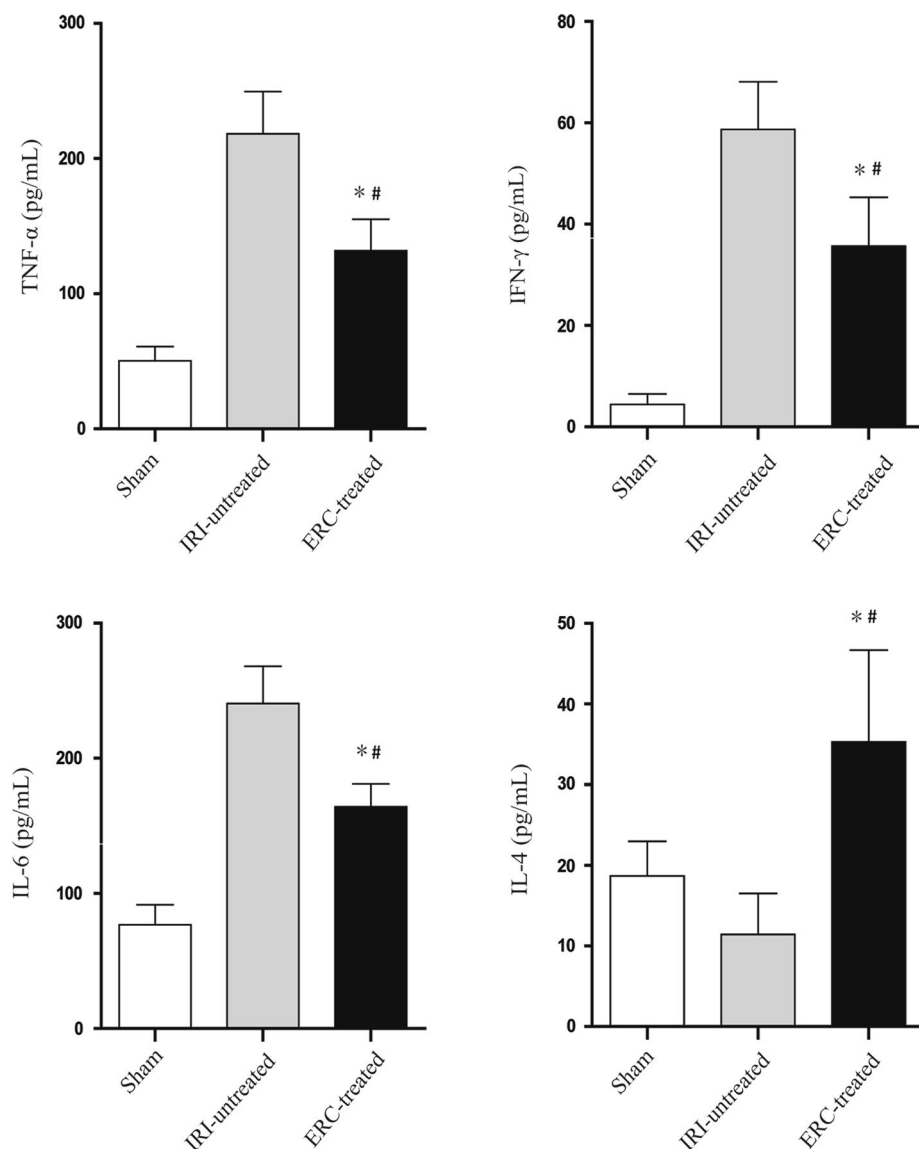 TNF-α (pg/mL)
300
200
100
0
* #
Sham
IRI-untreated
ERC-treated
IFN-γ (pg/mL)
80
60
40
20
0
* #
Sham
IRI-untreated
ERC-treated
IL-6 (pg/mL)
300
200
100
0
* #
Sham
IRI-untreated
ERC-treated
IL-4 (pg/mL)
50
40
30
20
10
0
* #
Sham
IRI-untreated
ERC-treated